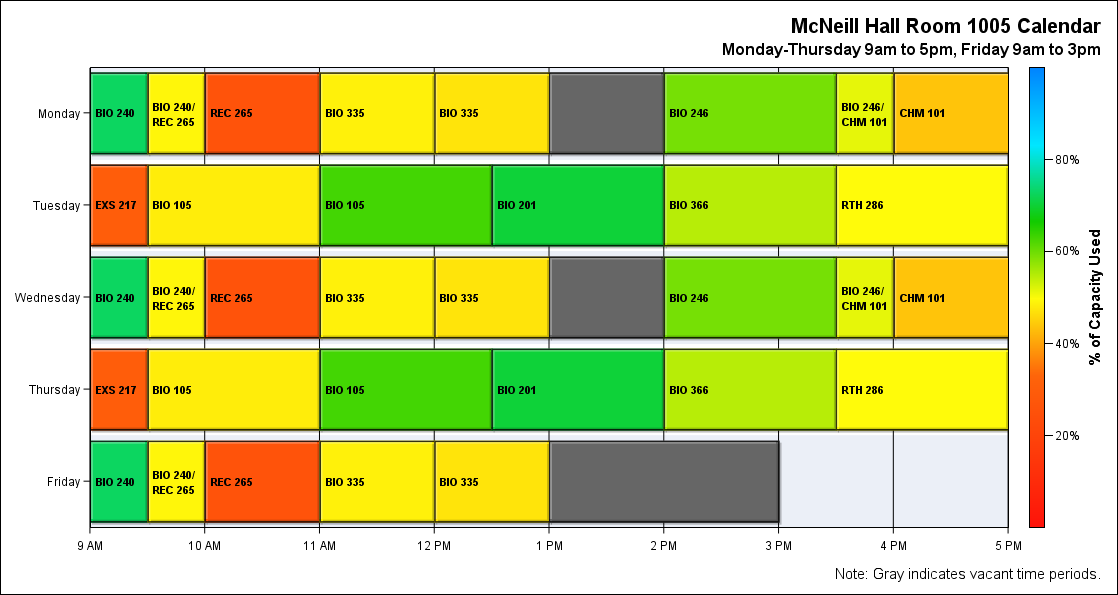 McNeill Hall Room 1005 Calendar
Monday-Thursday 9am to 5pm, Friday 9am to 3pm
Monday
BIO 240
BIO 240/
REC 265
REC 265
BIO 335
BIO 335
BIO 246
BIO 246/
CHM 101
CHM 101
Tuesday
EXS 217
BIO 105
BIO 105
BIO 201
BIO 366
RTH 286
Wednesday
BIO 240
BIO 240/
REC 265
REC 265
BIO 335
BIO 335
BIO 246
BIO 246/
CHM 101
CHM 101
Thursday
EXS 217
BIO 105
BIO 105
BIO 201
BIO 366
RTH 286
Friday
BIO 240
BIO 240/
REC 265
REC 265
BIO 335
BIO 335
9 AM
10 AM
11 AM
12 PM
1 PM
2 PM
3 PM
4 PM
5 PM
80%
60%
40%
20%
% of Capacity Used
Note: Gray indicates vacant time periods.